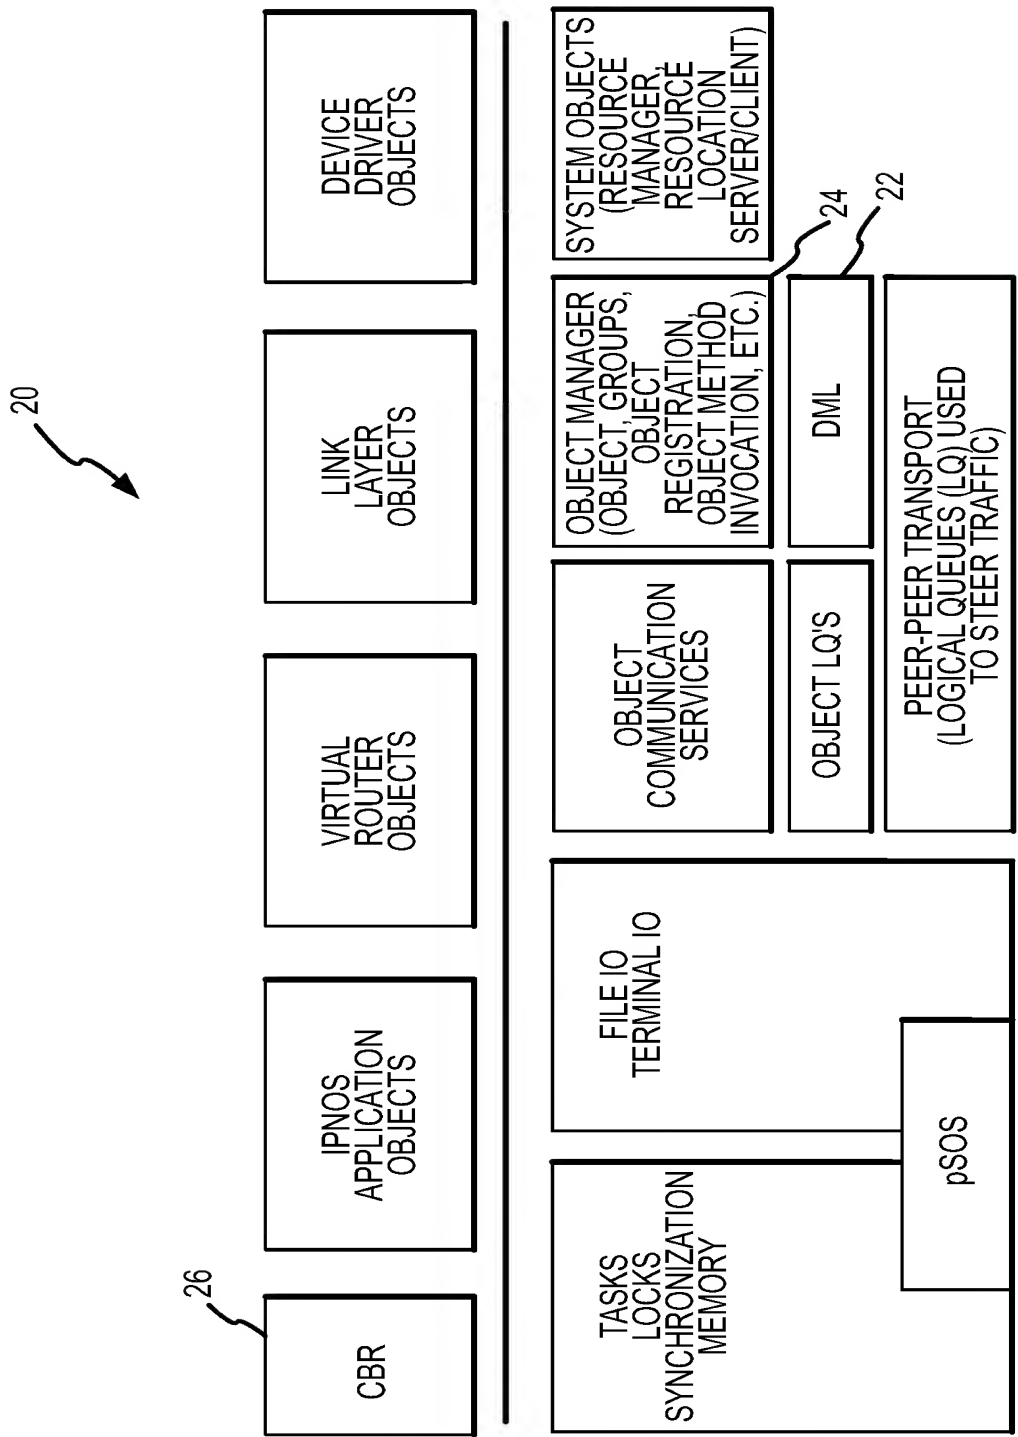 20
26
CBR
IPNOS
APPLICATION
OBJECTS
VIRTUAL
ROUTER
OBJECTS
LINK
LAYER
OBJECTS
DEVICE
DRIVER
OBJECTS
TASKS
LOCKS
SYNCHRONIZATION
MEMORY
FILE IO
TERMINAL IO
pSOS
OBJECT
COMMUNICATION
SERVICES
OBJECT MANAGER
(OBJECT, GROUPS,
OBJECT
REGISTRATION,
OBJECT METHOD
INVOCATION, ETC.)
SYSTEM OBJECTS
(RESOURCE
MANAGER,
RESOURCE
LOCATION
SERVER/CLIENT)
24
OBJECT LQ'S
DML
22
PEER-PEER TRANSPORT
(LOGICAL QUEUES (LQ) USED
TO STEER TRAFFIC)